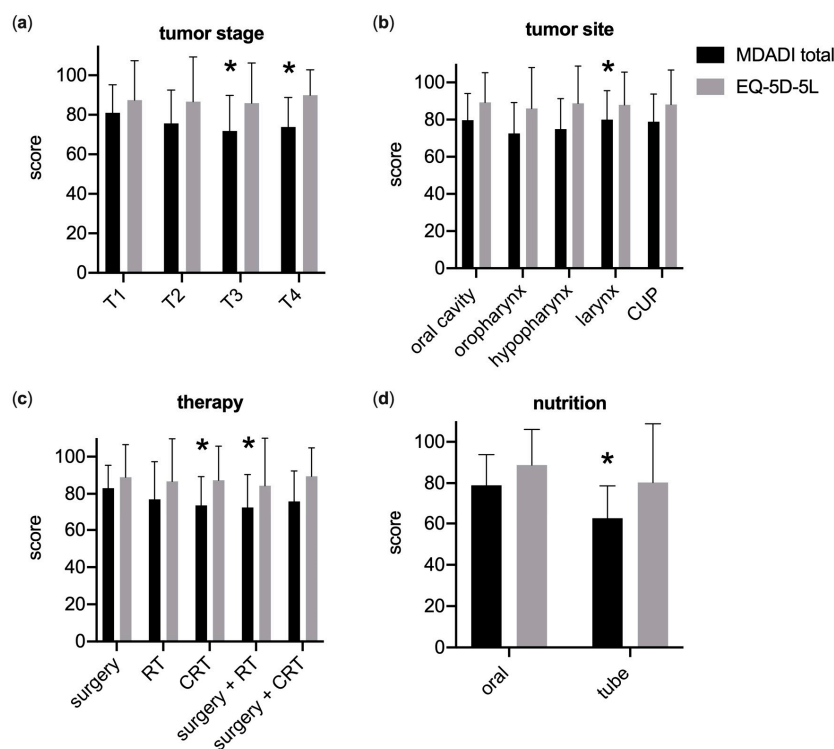 (a)
tumor stage
score
100
80
60
40
20
0
* *
T1 T2 T3 T4
(b)
tumor site
score
100
80
60
40
20
0
*
oral cavity oropharynx hypopharynx larynx CUP
MDADI total
EQ-5D-5L
(c)
therapy
score
100
80
60
40
20
0
* *
surgery RT CRT surgery + RT surgery + CRT
(d)
nutrition
score
100
80
60
40
20
0
*
oral tube